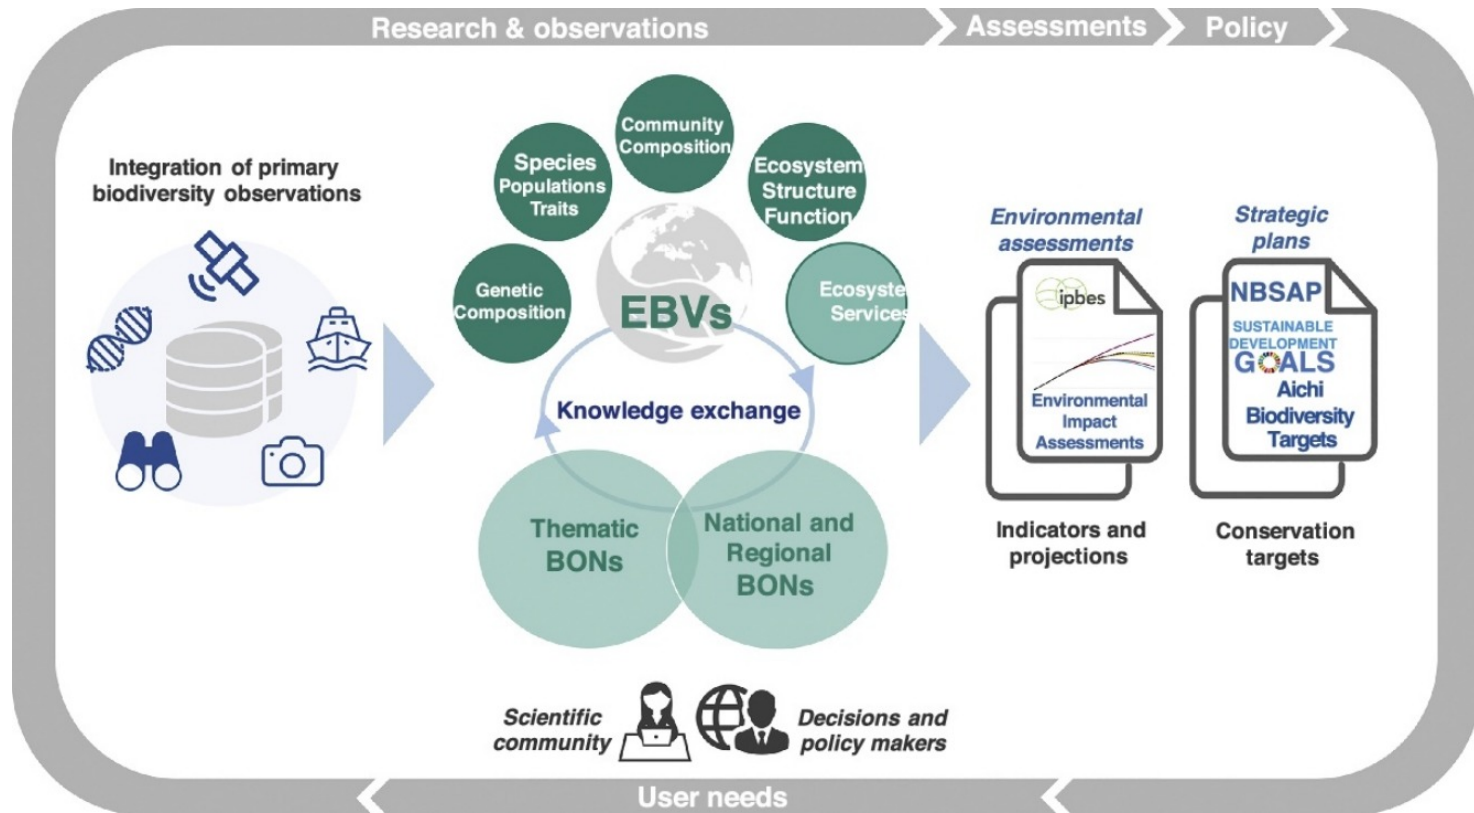 Research & observations
Assessments
Policy
Integration of primary
biodiversity observations
Community
Composition
Species
Populations
Traits
Ecosystem
Structure
Function
Genetic
Composition
EBVs
Ecosyste
Services
Knowledge exchange
Thematic
BONs
National and
Regional
BONs
Environmental
assessments
ipbes
Environmental
Impact
Assessments
Indicators and
projections
Strategic
plans
NBSAP
SUSTAINABLE
DEVELOPMENT
GOALS
Aichi
Biodiversity
Targets
Conservation
targets
Scientific
community
Decisions and
policy makers
User needs